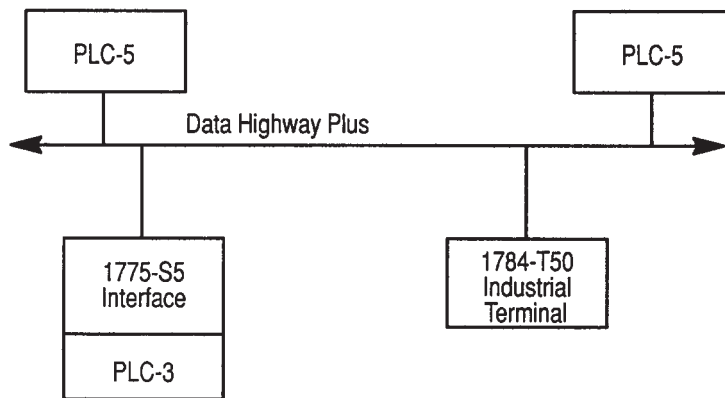 PLC-5
PLC-5
Data Highway Plus
1775-S5
Interface
PLC-3
1784-T50
Industrial
Terminal